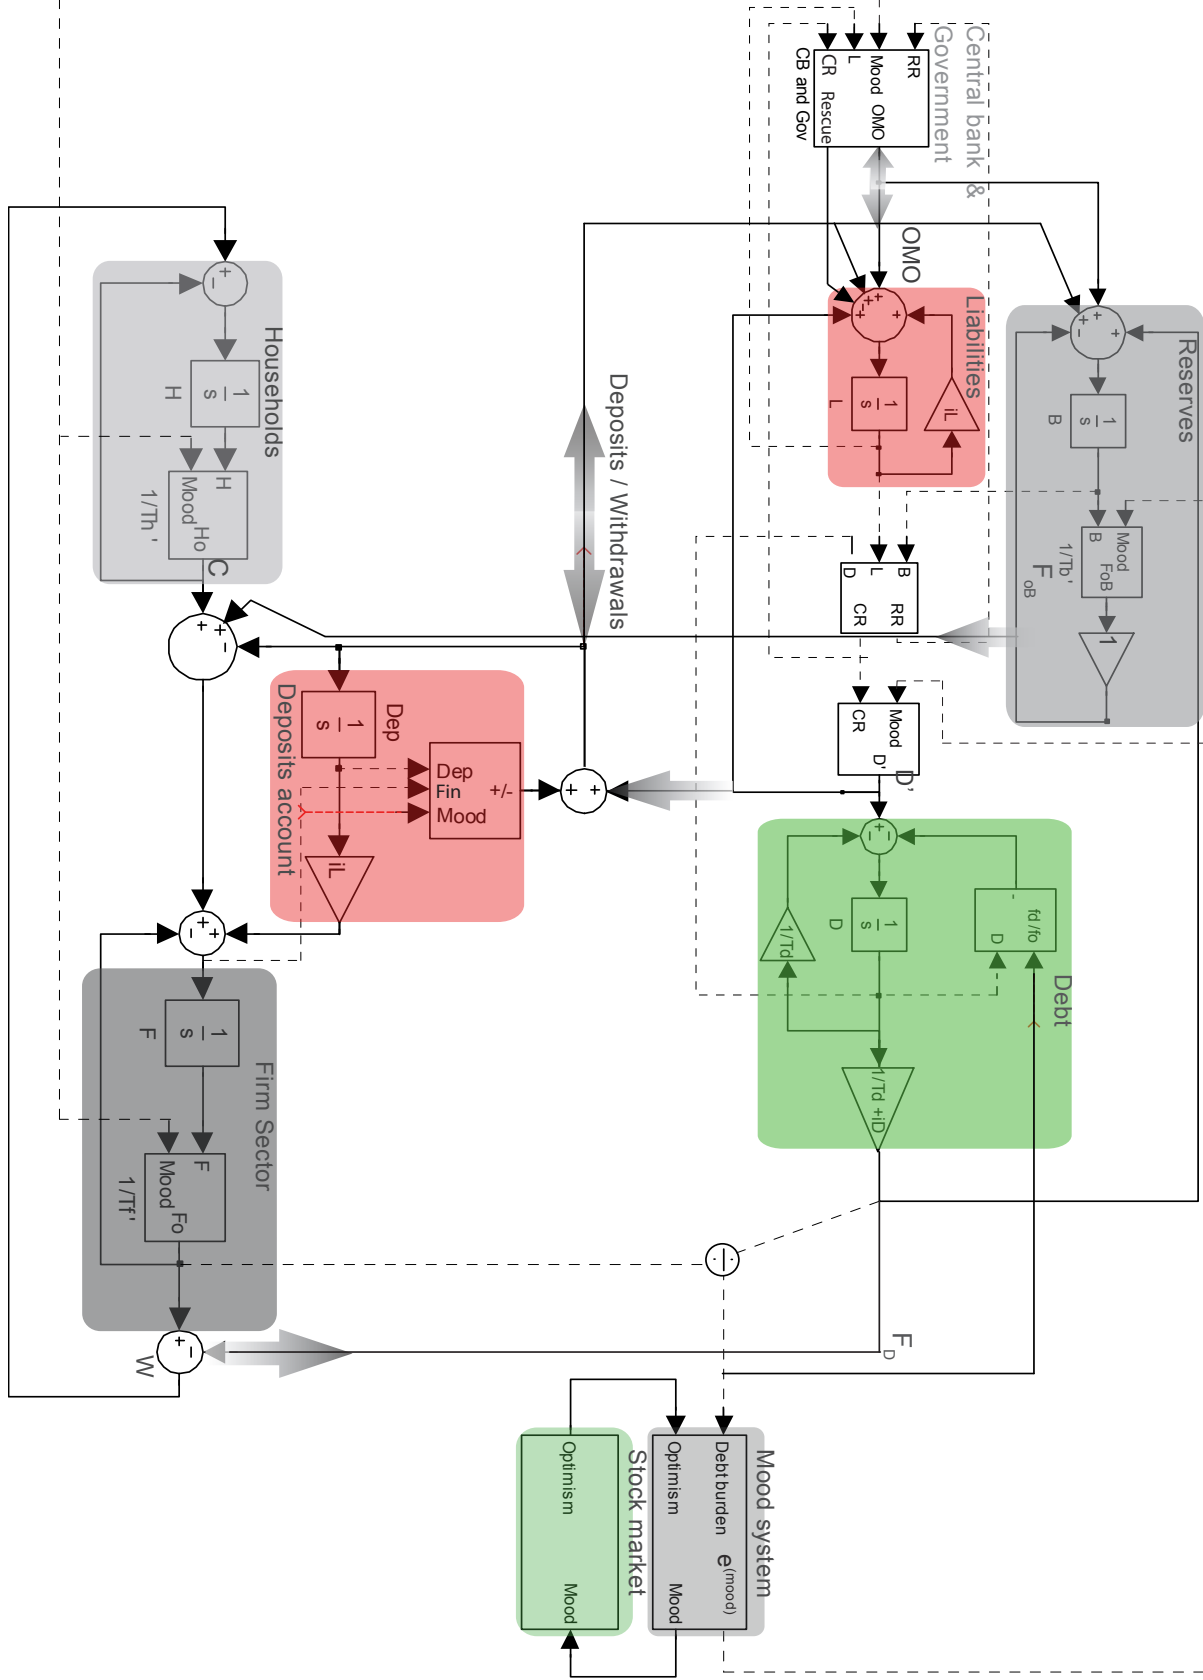 Central bank &
Government
RR
Mood OMO
L
CR Rescue
CB and Gov
OMO
Liabilities
+
+
+
-
+
+
1
s
L
iL
Reserves
+
+
-
+
1
s
B
Mood
FoB
B
1/Tb'
FoB
1
Households
+
-
1
s
H
H
Mood
Ho
1/Th'
C
Deposits / Withdrawals
B
L
D
RR
CR
Mood
CR
D'
D'
+
+
-
Deposits account
Dep
1
s
Dep
Fin
Mood
+/-
iL
+
+
+
-
-
D
1
s
1/Td
fd/fo
-
D
1/Td +iD
Debt
+
+
-
Firm Sector
1
s
F
F
Mood
Fo
1/Tf'
÷
+
-
W
FD
Mood system
Debt burden
e(mood)
Optimism
Mood
Stock market
Optimism
Mood